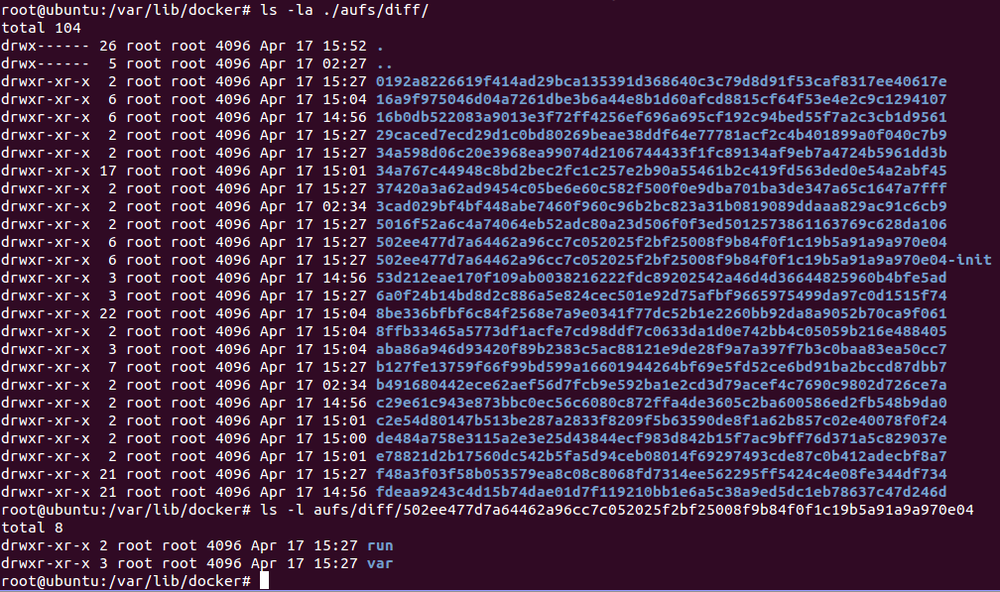 root@ubuntu:/var/lib/docker# ls -la ./aufs/diff/
total 104
drwx------ 26 root root 4096 Apr 17 15:52 .
drwx------  5 root root 4096 Apr 17 02:27 ..
drwxr-xr-x  2 root root 4096 Apr 17 15:27 0192a8226619f414ad29bca135391d368640c3c79d8d91f53caf8317ee40617e
drwxr-xr-x  6 root root 4096 Apr 17 15:04 16a9f975046d04a7261dbe3b6a44e8b1d60afcd8815cf64f53e4e2c9c1294107
drwxr-xr-x  6 root root 4096 Apr 17 14:56 16b0db522083a9013e3f72ff4256ef696a695cf192c94bed55f7a2c3cb1d9561
drwxr-xr-x  2 root root 4096 Apr 17 15:27 29caced7ecd29d1c0bd80269beae38ddf64e77781acf2c4b401899a0f040c7b9
drwxr-xr-x  2 root root 4096 Apr 17 15:27 34a598d06c20e3968ea99074d2106744433f1fc89134af9eb7a4724b5961dd3b
drwxr-xr-x 17 root root 4096 Apr 17 15:01 34a767c44948c8bd2bec2fc1c257e2b90a55461b2c419fd563ded0e54a2abf45
drwxr-xr-x  2 root root 4096 Apr 17 15:27 37420a3a62ad9454c05be6e60c582f500f0e9dba701ba3de347a65c1647a7fff
drwxr-xr-x  2 root root 4096 Apr 17 02:34 3cad029bf4bf448abe7460f960c96b2bc823a31b0819089ddaaa829ac91c6cb9
drwxr-xr-x  2 root root 4096 Apr 17 15:27 5016f52a6c4a74064eb52adc80a23d506f0f3ed5012573861163769c628da106
drwxr-xr-x  6 root root 4096 Apr 17 15:27 502ee477d7a64462a96cc7c052025f2bf25008f9b84f0f1c19b5a91a9a970e04
drwxr-xr-x  6 root root 4096 Apr 17 15:27 502ee477d7a64462a96cc7c052025f2bf25008f9b84f0f1c19b5a91a9a970e04-init
drwxr-xr-x  3 root root 4096 Apr 17 14:56 53d212eae170f109ab0038216222fdc89202542a46d4d36644825960b4bfe5ad
drwxr-xr-x  3 root root 4096 Apr 17 15:27 6a0f24b14bd8d2c886a5e824cec501e92d75afbf9665975499da97c0d1515f74
drwxr-xr-x 22 root root 4096 Apr 17 15:04 8be336bfbf6c84f2568e7a9e0341f77dc52b1e2260bb92da8a9052b70ca9f061
drwxr-xr-x  2 root root 4096 Apr 17 15:04 8ffb33465a5773df1acfe7cd98ddf7c0633da1d0e742bb4c05059b216e488405
drwxr-xr-x  3 root root 4096 Apr 17 15:04 aba86a946d93420f89b2383c5ac88121e9de28f9a7a397f7b3c0baa83ea50cc7
drwxr-xr-x  7 root root 4096 Apr 17 15:27 b127fe13759f66f99bd599a16601944264bf69e5fd52ce6bd91ba2bccd87dbb7
drwxr-xr-x  2 root root 4096 Apr 17 02:34 b491680442ece62aef56d7fcb9e592ba1e2cd3d79acef4c7690c9802d726ce7a
drwxr-xr-x  2 root root 4096 Apr 17 14:56 c29e61c943e873bbc0ec56c6080c872ffa4de3605c2ba600586ed2fb548b9da0
drwxr-xr-x  2 root root 4096 Apr 17 15:01 c2e54d80147b513be287a2833f8209f5b63590de8f1a62b857c02e40078f0f24
drwxr-xr-x  2 root root 4096 Apr 17 15:00 de484a758e3115a2e3e25d43844ecf983d842b15f7ac9bff76d371a5c829037e
drwxr-xr-x  2 root root 4096 Apr 17 15:01 e78821d2b17560dc542b5fa5d94ceb08014f69297493cde87c0b412adecbf8a7
drwxr-xr-x 21 root root 4096 Apr 17 15:27 f48a3f03f58b053579ea8c08c8068fd7314ee562295ff5424c4e08fe344df734
drwxr-xr-x 21 root root 4096 Apr 17 14:56 fdeaa9243c4d15b74dae01d7f119210bb1e6a5c38a9ed5dc1eb78637c47d246d
root@ubuntu:/var/lib/docker# ls -l aufs/diff/502ee477d7a64462a96cc7c052025f2bf25008f9b84f0f1c19b5a91a9a970e04
total 8
drwxr-xr-x 2 root root 4096 Apr 17 15:27 run
drwxr-xr-x 3 root root 4096 Apr 17 15:27 var
root@ubuntu:/var/lib/docker#